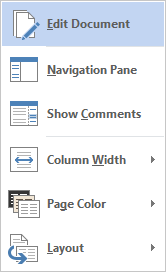 Edit Document
Navigation Pane
Show Comments
Column Width
Page Color
Layout